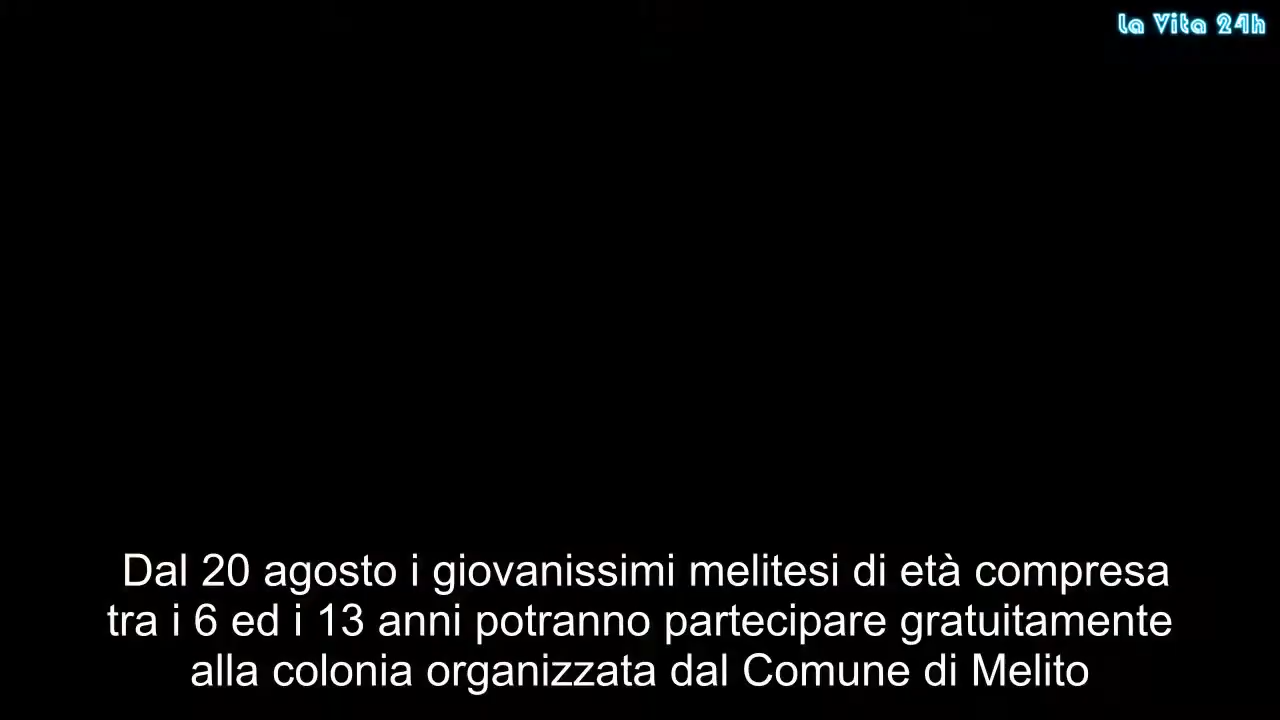 La Vita 24h
Dal 20 agosto i giovanissimi melitesi di età compresa
tra i 6 ed i 13 anni potranno partecipare gratuitamente
alla colonia organizzata dal Comune di Melito